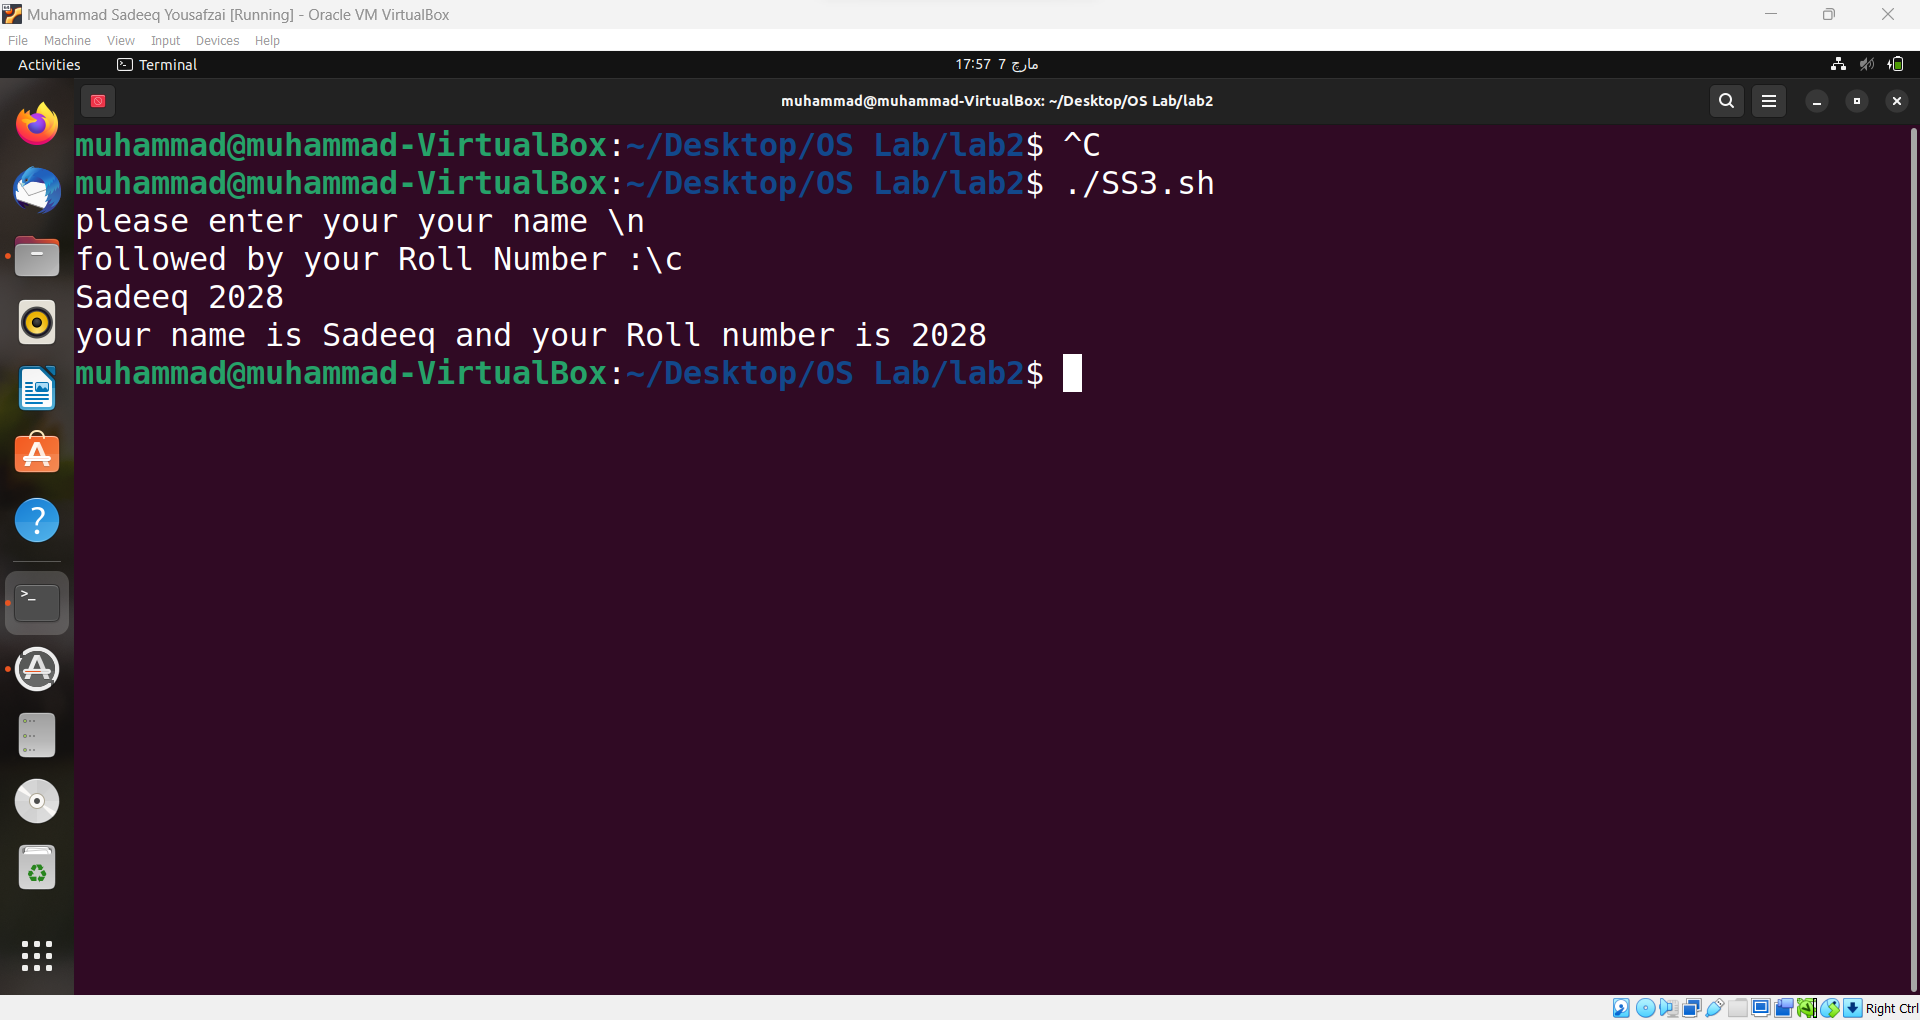 Muhammad Sadeeq Yousafzai [Running] - Oracle VM VirtualBox
File Machine View Input Devices Help
Activities Terminal 17:57 7 مارچ
muhammad@muhammad-VirtualBox: ~/Desktop/OS Lab/lab2
muhammad@muhammad-VirtualBox:~/Desktop/OS Lab/lab2$ ^C
muhammad@muhammad-VirtualBox:~/Desktop/OS Lab/lab2$ ./SS3.sh
please enter your your name \n
followed by your Roll Number :\c
Sadeeq 2028
your name is Sadeeq and your Roll number is 2028
muhammad@muhammad-VirtualBox:~/Desktop/OS Lab/lab2$
Right Ctrl